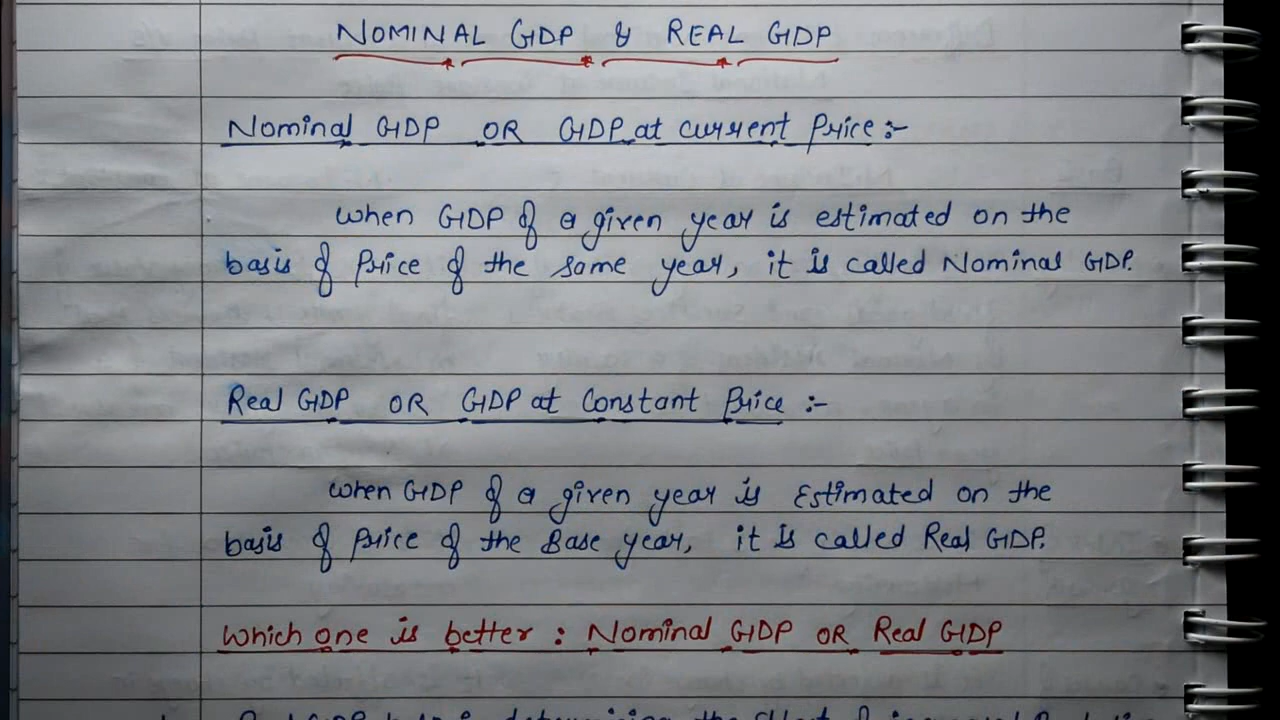 NOMINAL GDP & REAL GDP
Nominal GDP OR GDP at current Price :-
When GDP of a given year is estimated on the
basis of Price of the same year, it is called Nominal GDP.
Real GDP OR GDP at Constant Price :-
When GDP of a given year is Estimated on the
basis of Price of the Base year, it is called Real GDP.
Which one is better : Nominal GDP OR Real GDP